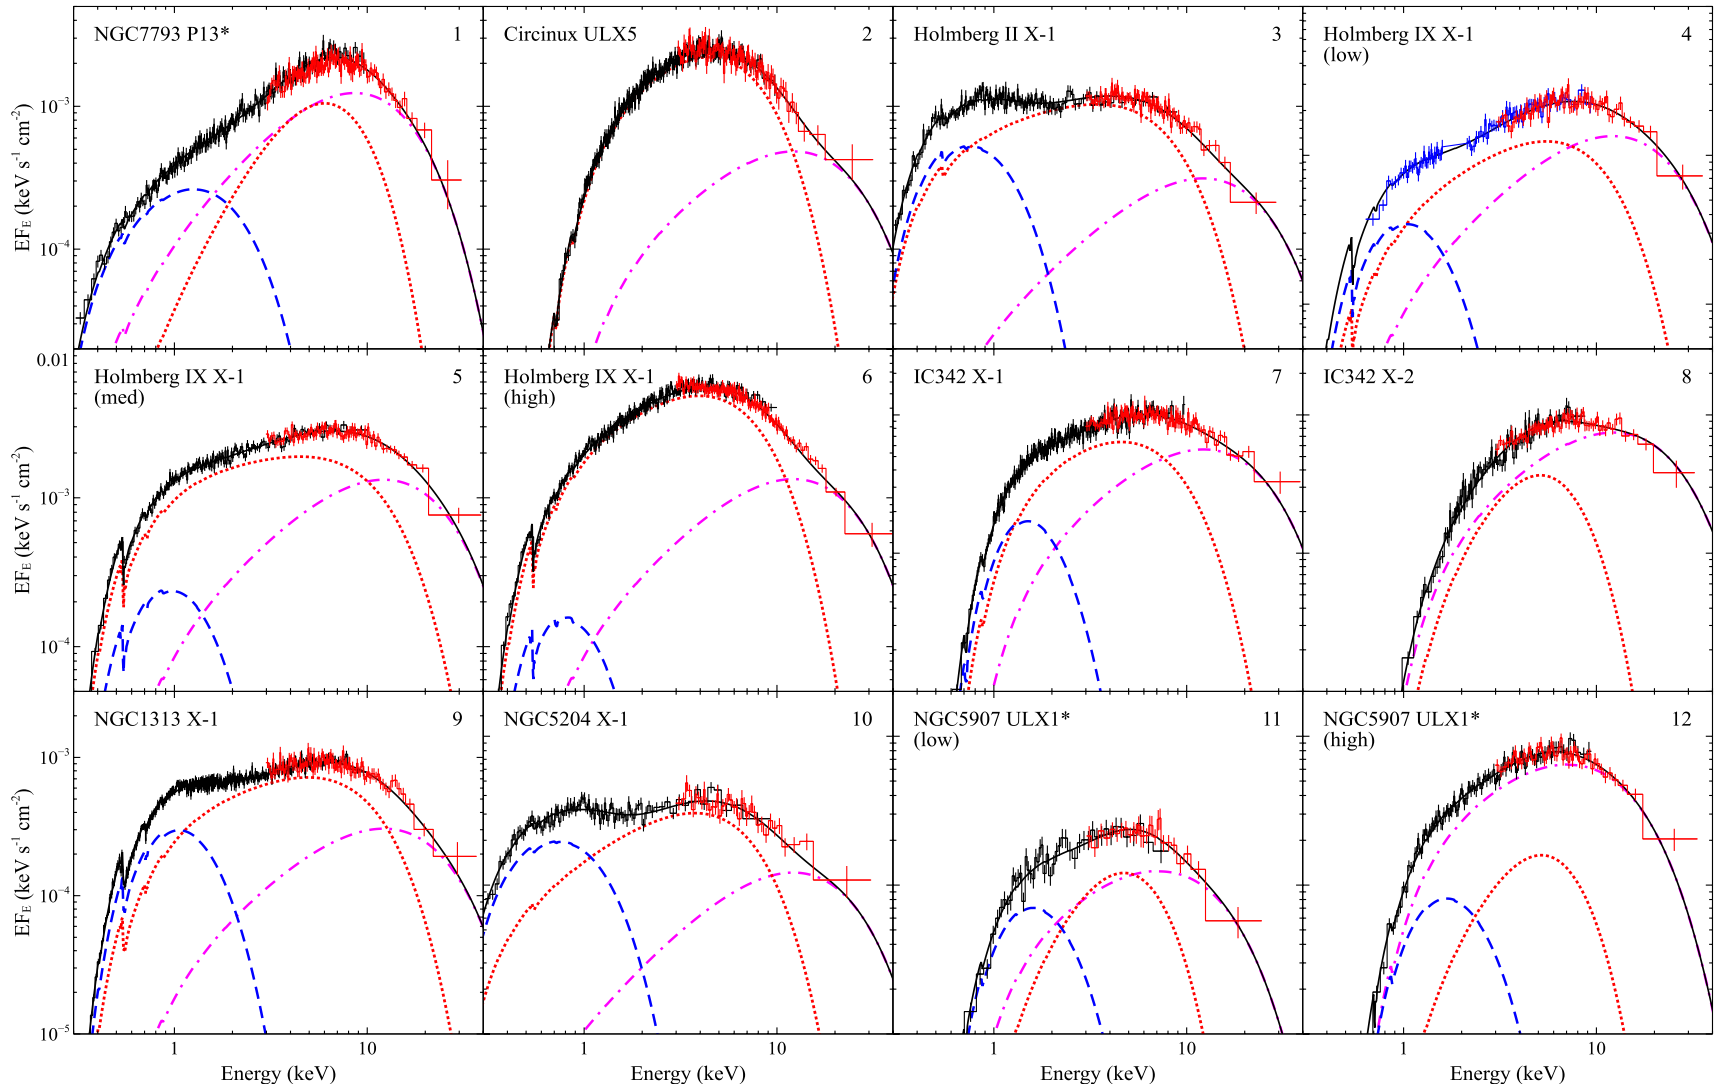 NGC7793 P13* 1
Circinux ULX5 2
Holmberg II X-1 3
Holmberg IX X-1 4
(low)
10⁻³
10⁻⁴
EF_E (keV s⁻¹ cm⁻²)
0.01
Holmberg IX X-1 5
(med)
Holmberg IX X-1 6
(high)
IC342 X-1 7
IC342 X-2 8
10⁻³
10⁻⁴
EF_E (keV s⁻¹ cm⁻²)
NGC1313 X-1 9
NGC5204 X-1 10
NGC5907 ULX1* 11
(low)
NGC5907 ULX1* 12
(high)
10⁻³
10⁻⁴
10⁻⁵
EF_E (keV s⁻¹ cm⁻²)
1 10 1 10 1 10 1 10
Energy (keV) Energy (keV) Energy (keV) Energy (keV)